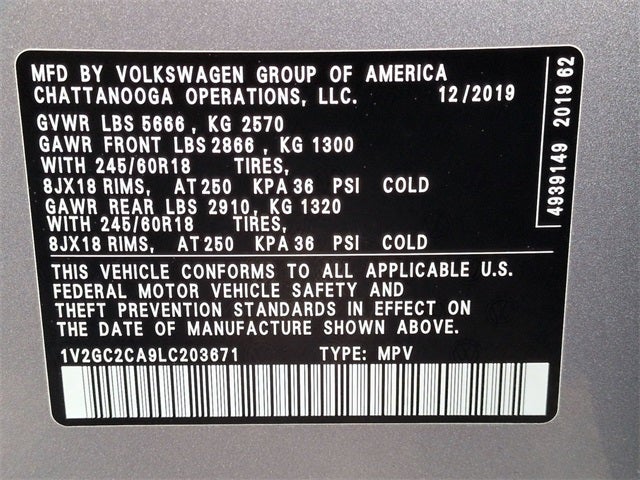 MFD BY VOLKSWAGEN GROUP OF AMERICA
CHATTANOOGA OPERATIONS, LLC. 12/2019
GVWR LBS 5666 , KG 2570
GAWR FRONT LBS 2866 , KG 1300
WITH 245/60R18 TIRES,
8JX18 RIMS, AT 250 KPA 36 PSI COLD
GAWR REAR LBS 2910, KG 1320
WITH 245/60R18 TIRES,
8JX18 RIMS, AT 250 KPA 36 PSI COLD
THIS VEHICLE CONFORMS TO ALL APPLICABLE U.S.
FEDERAL MOTOR VEHICLE SAFETY AND
THEFT PREVENTION STANDARDS IN EFFECT ON
THE DATE OF MANUFACTURE SHOWN ABOVE.
1V2GC2CA9LC203671 TYPE: MPV
4939149 2019 62